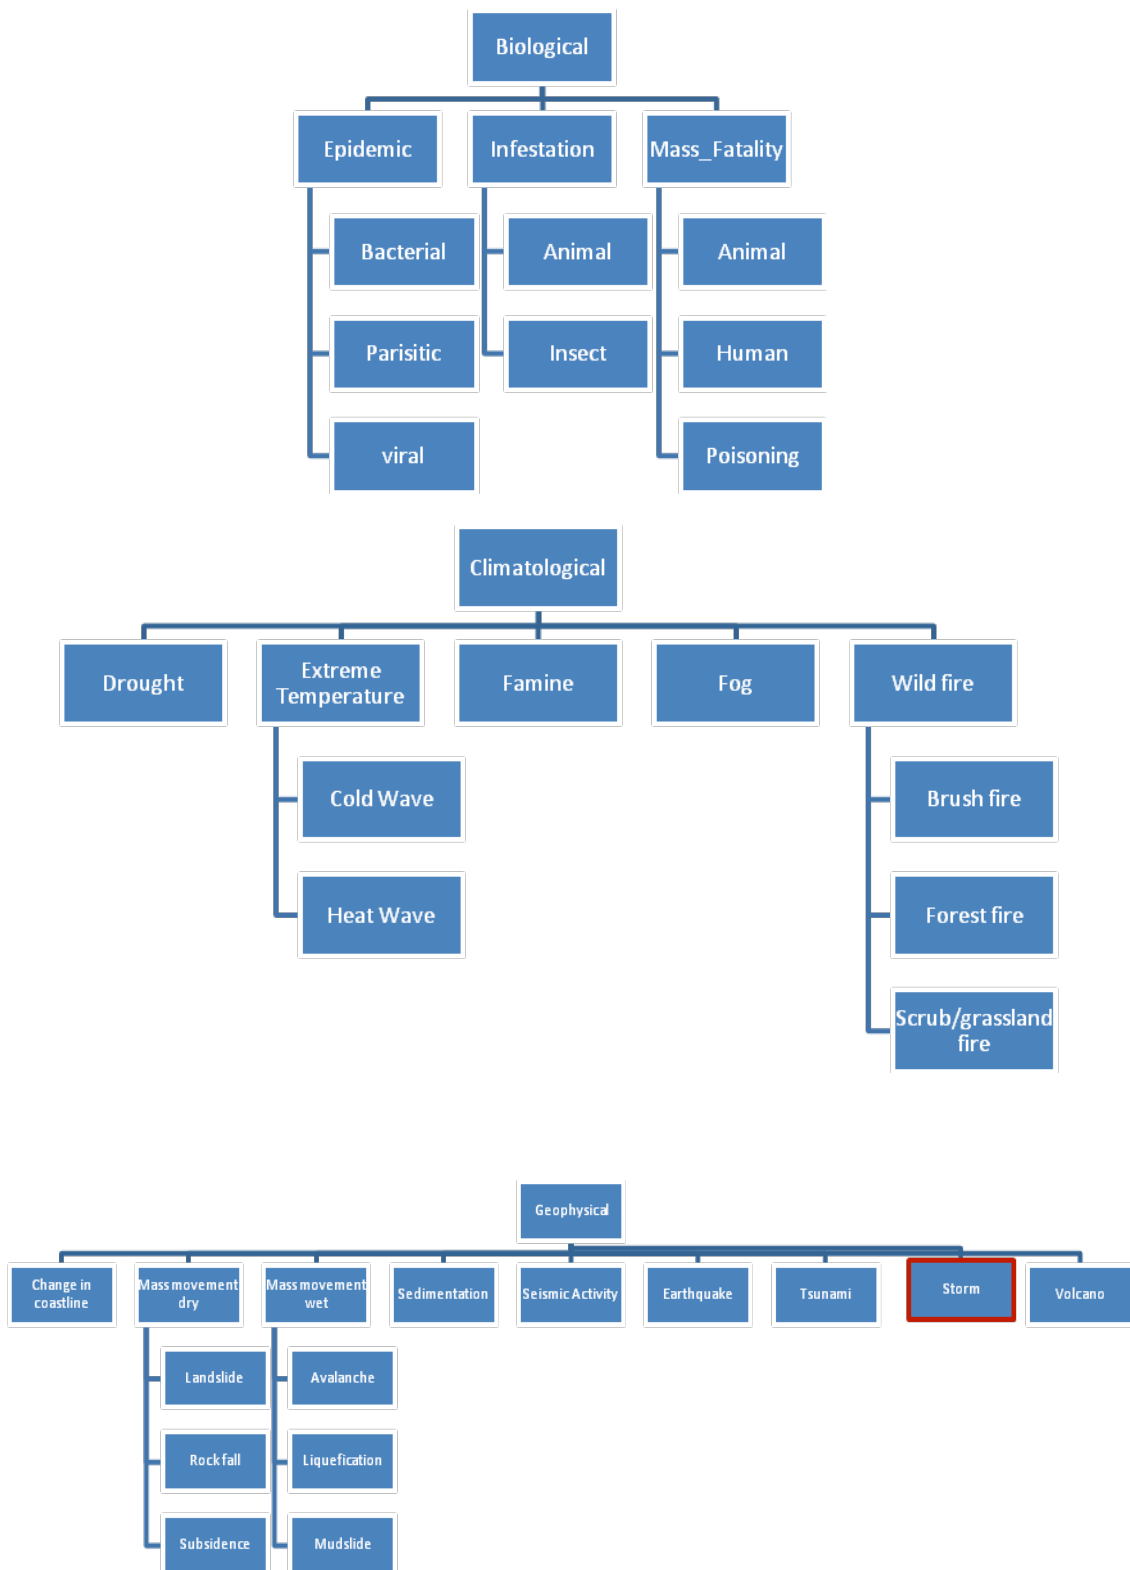 Biological
Epidemic
Infestation
Mass_Fatality
Bacterial
Animal
Animal
Parisitic
Insect
Human
viral
Poisoning
Climatological
Drought
Extreme
Temperature
Famine
Fog
Wild fire
Cold Wave
Brush fire
Heat Wave
Forest fire
Scrub/grassland
fire
Geophysical
Change in
coastline
Mass movement
dry
Mass movement
wet
Sedimentation
Seismic Activity
Earthquake
Tsunami
Storm
Volcano
Landslide
Avalanche
Rock fall
Liquefication
Subsidence
Mudslide